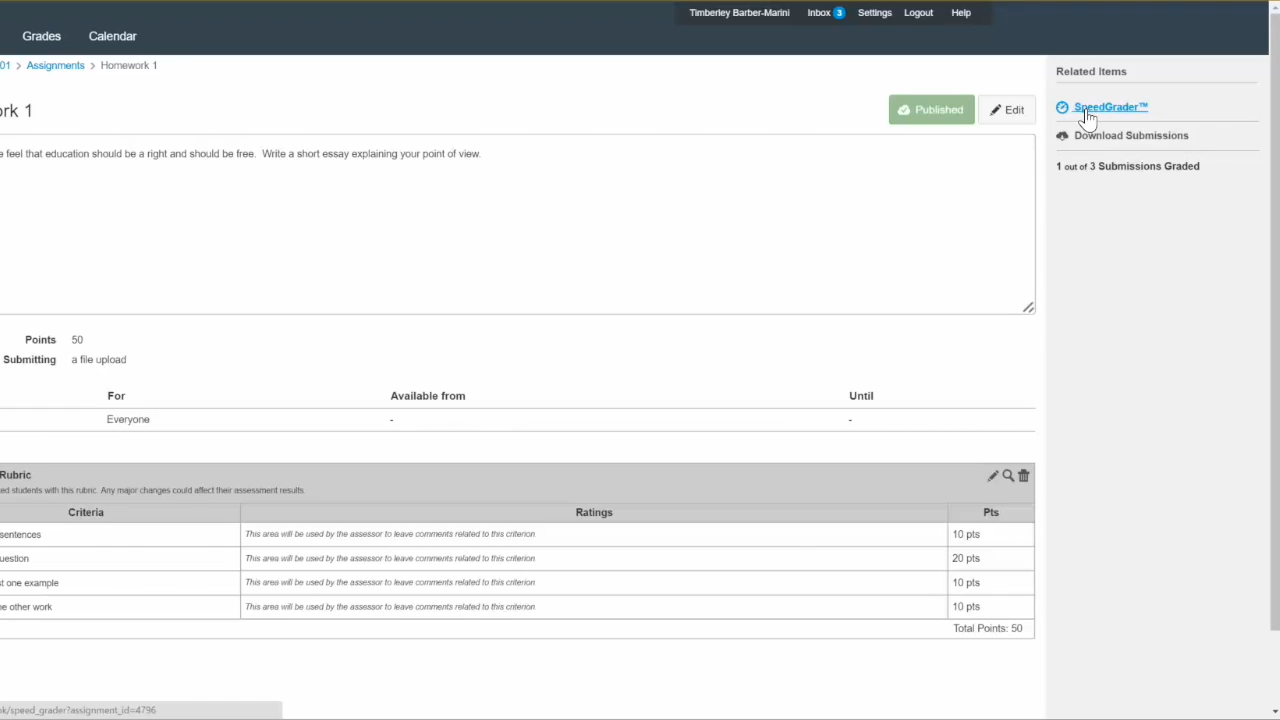 Timberley Barber-Marini Inbox 3 Settings Logout Help
Grades Calendar
01 > Assignments > Homework 1
Related Items
SpeedGrader™
rk 1
Published Edit
Download Submissions
e feel that education should be a right and should be free. Write a short essay explaining your point of view.
1 out of 3 Submissions Graded
Points 50
Submitting a file upload
For Available from Until
Everyone - -
Rubric
ted students with this rubric. Any major changes could affect their assessment results.
Criteria Ratings Pts
sentences This area will be used by the assessor to leave comments related to this criterion. 10 pts
uestion This area will be used by the assessor to leave comments related to this criterion. 20 pts
st one example This area will be used by the assessor to leave comments related to this criterion. 10 pts
e other work This area will be used by the assessor to leave comments related to this criterion. 10 pts
Total Points: 50
k/speed_grader?assignment_id=4796